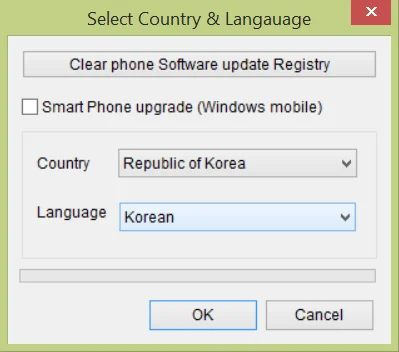 Select Country & Langauage
Clear phone Software update Registry
Smart Phone upgrade (Windows mobile)
Country Republic of Korea
Language Korean
OK Cancel